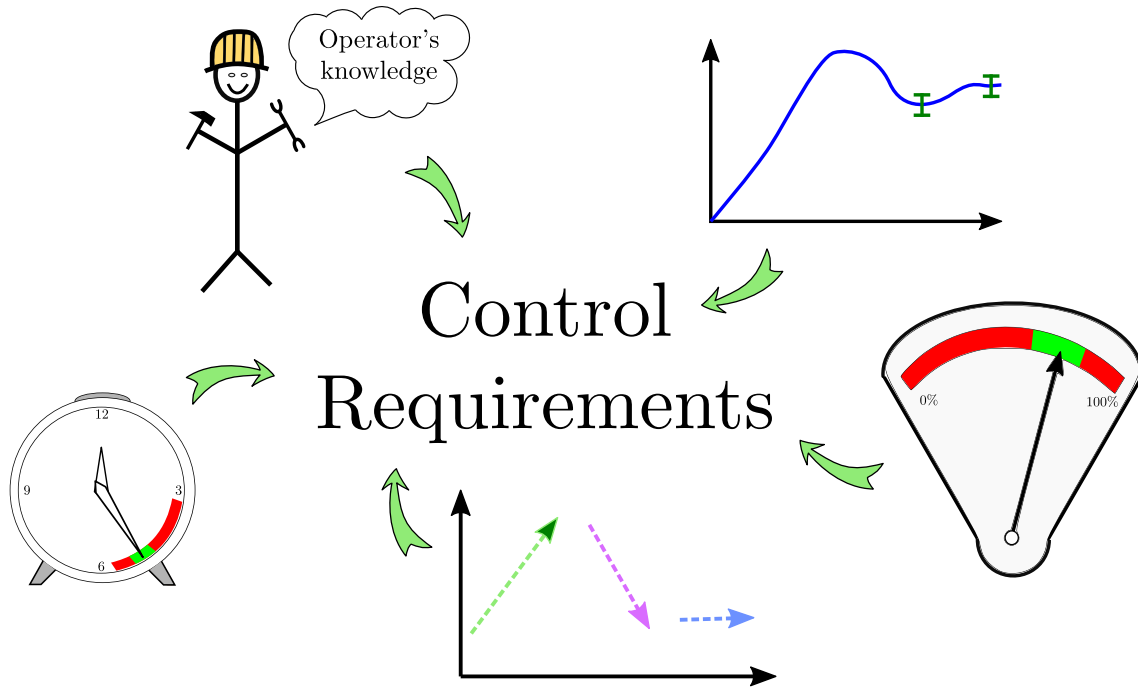 Operator's
knowledge
Control
Requirements
0%
100%
12
9
3
6